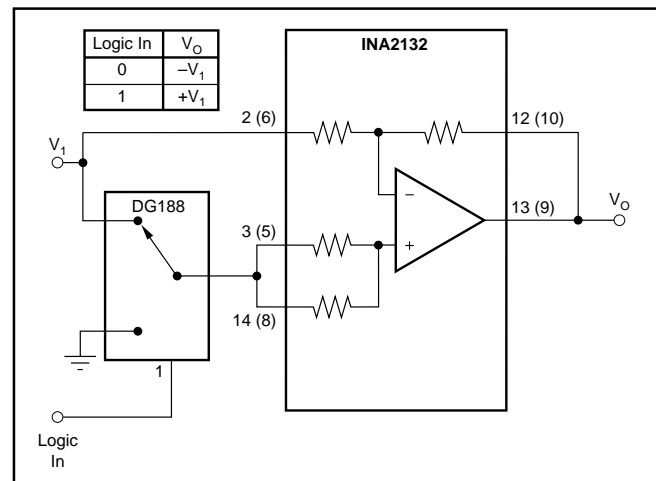 INA2132
Logic In V_O
0 –V_1
1 +V_1
2 (6)
12 (10)
V_1
DG188
3 (5)
–
+
13 (9)
V_O
14 (8)
1
Logic
In